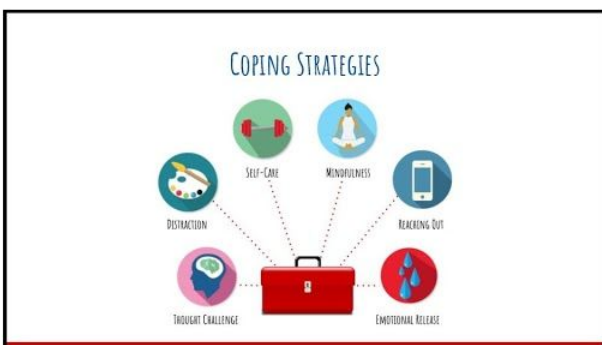 Coping Strategies
Self-Care
Mindfulness
Distraction
Reaching Out
Thought Challenge
Emotional Release